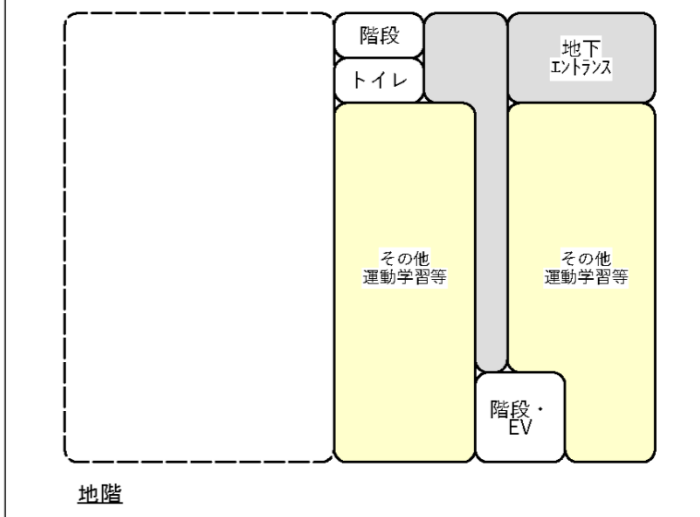 階段
トイレ
地下
エントランス
その他
運動学習等
その他
運動学習等
階段・
EV
地階